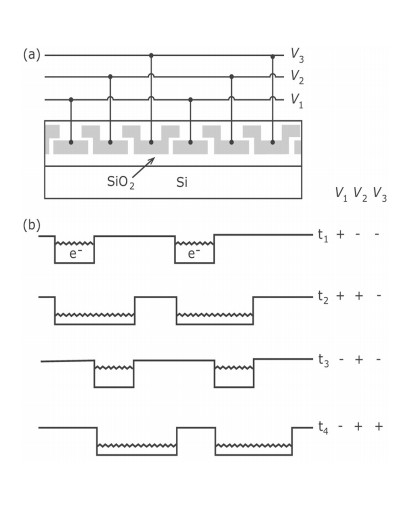 (a)
V3
V2
V1
SiO2
Si
V1 V2 V3
(b)
e⁻ e⁻ t1 + - -
t2 + + -
t3 - + -
t4 - + +